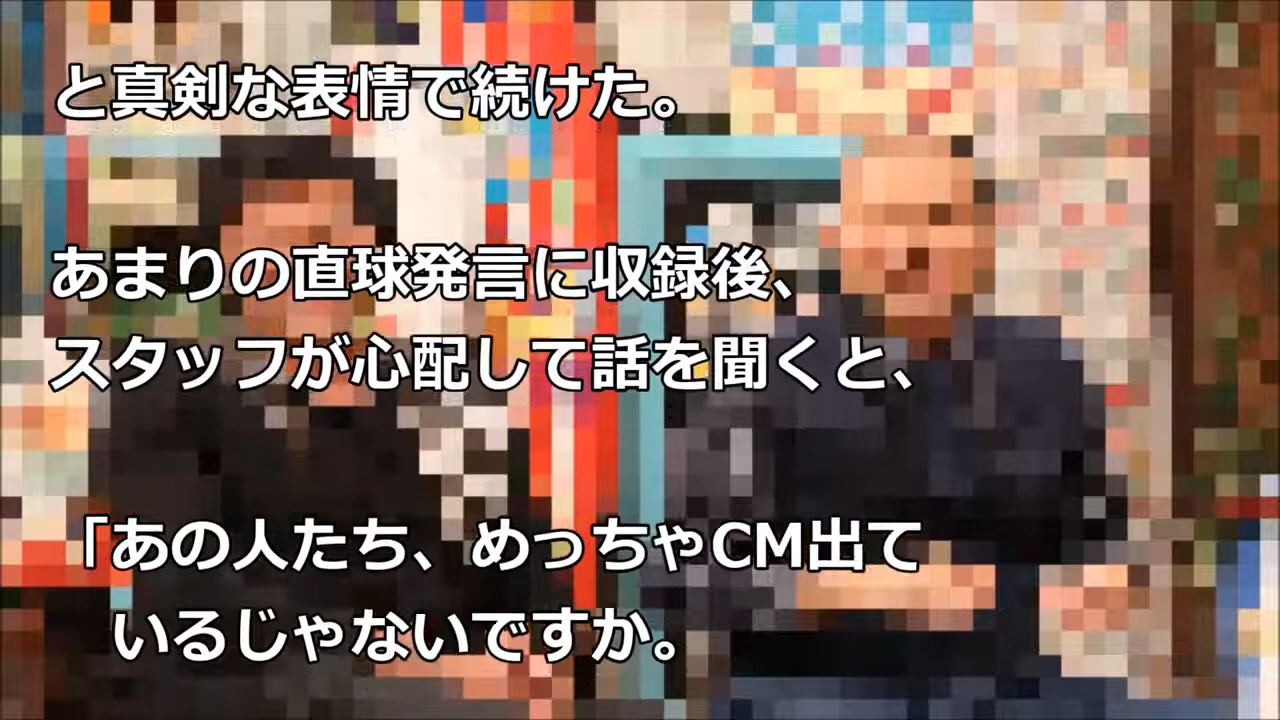 と真剣な表情で続けた。
あまりの直球発言に収録後、
スタッフが心配して話を聞くと、
「あの人たち、めっちゃCM出て
いるじゃないですか。